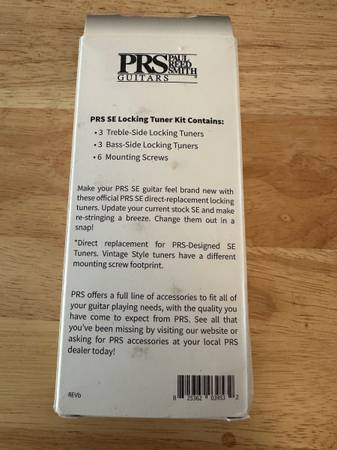 PRS PAUL REED SMITH
GUITARS
PRS SE Locking Tuner Kit Contains:
• 3 Treble-Side Locking Tuners
• 3 Bass-Side Locking Tuners
• 6 Mounting Screws
Make your PRS SE guitar feel brand new with
these official PRS SE direct-replacement locking
tuners. Update your current stock SE and make
re-stringing a breeze. Change them out in a
snap!
*Direct replacement for PRS-Designed SE
Tuners. Vintage Style tuners have a different
mounting screw footprint.
PRS offers a full line of accessories to fit all of
your guitar playing needs, with the quality you
have come to expect from PRS. See all that
you've been missing by visiting our website or
asking for PRS accessories at your local PRS
dealer today!
REVb